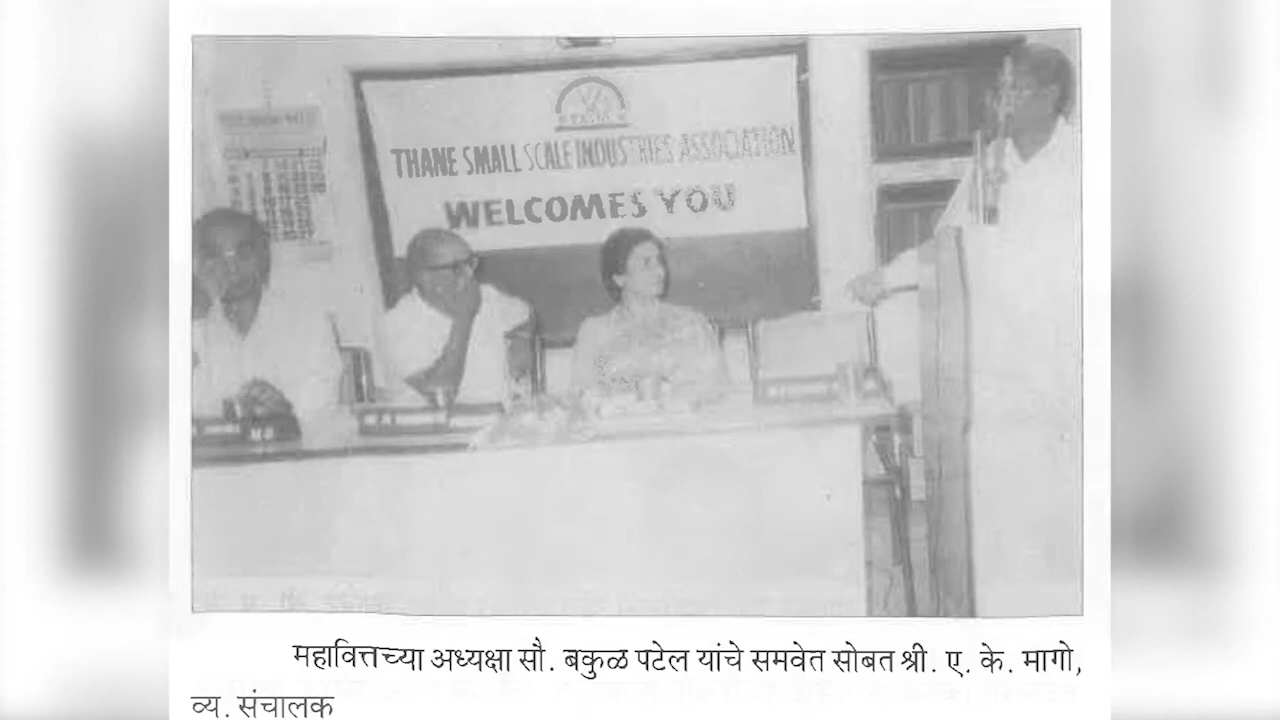 THANE SMALL SCALE INDUSTRIES ASSOCIATION
WELCOMES YOU
महावित्तच्या अध्यक्षा सौ. बकुळ पटेल यांचे समवेत सोबत श्री. ए. के. मागो,
व्य. संचालक